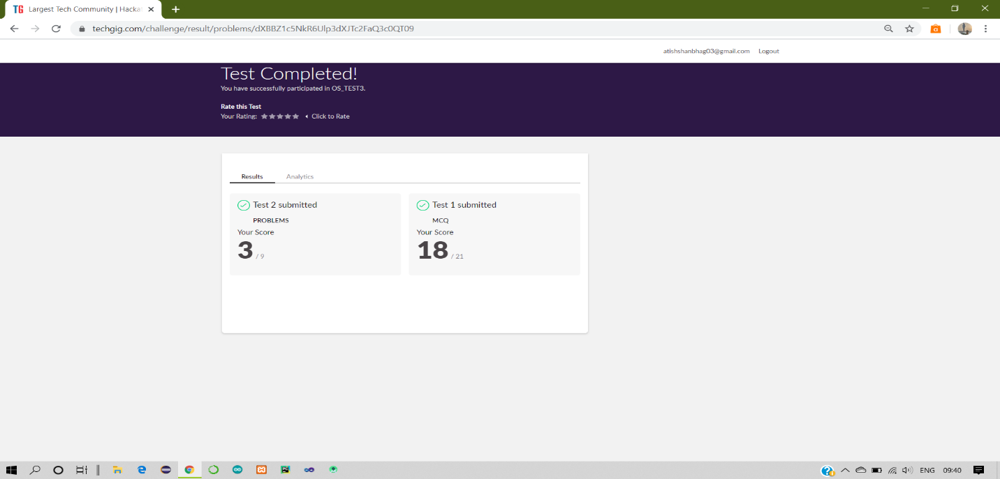 TG Largest Tech Community | Hacka
techgig.com/challenge/result/problems/dXBBZ1c5NkR6Ulp3dXJTc2FaQ3c0QT09
atishshanbhag03@gmail.com Logout
Test Completed!
You have successfully participated in OS_TEST3.
Rate this Test
Your Rating: Click to Rate
Results Analytics
Test 2 submitted
PROBLEMS
Your Score
3 / 9
Test 1 submitted
MCQ
Your Score
18 / 21
ENG 09:40